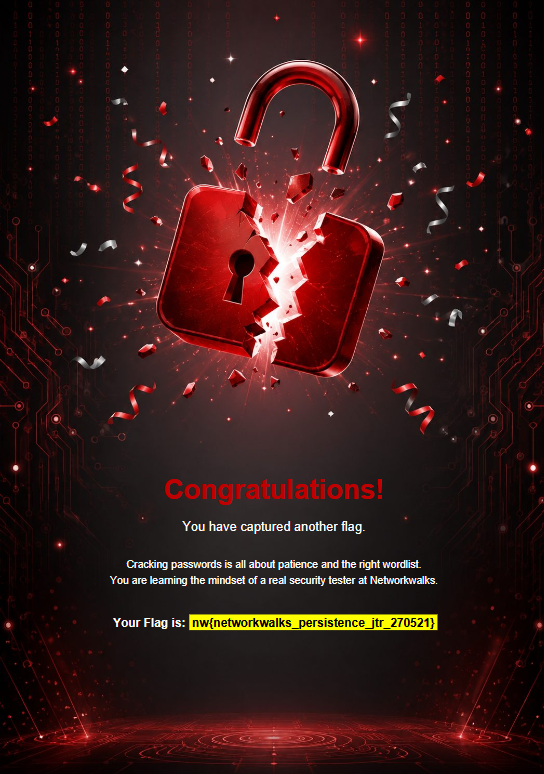 Congratulations!
You have captured another flag.
Cracking passwords is all about patience and the right wordlist.
You are learning the mindset of a real security tester at Networkwalks.
Your Flag is: nw{networkwalks_persistence_jtr_270521}